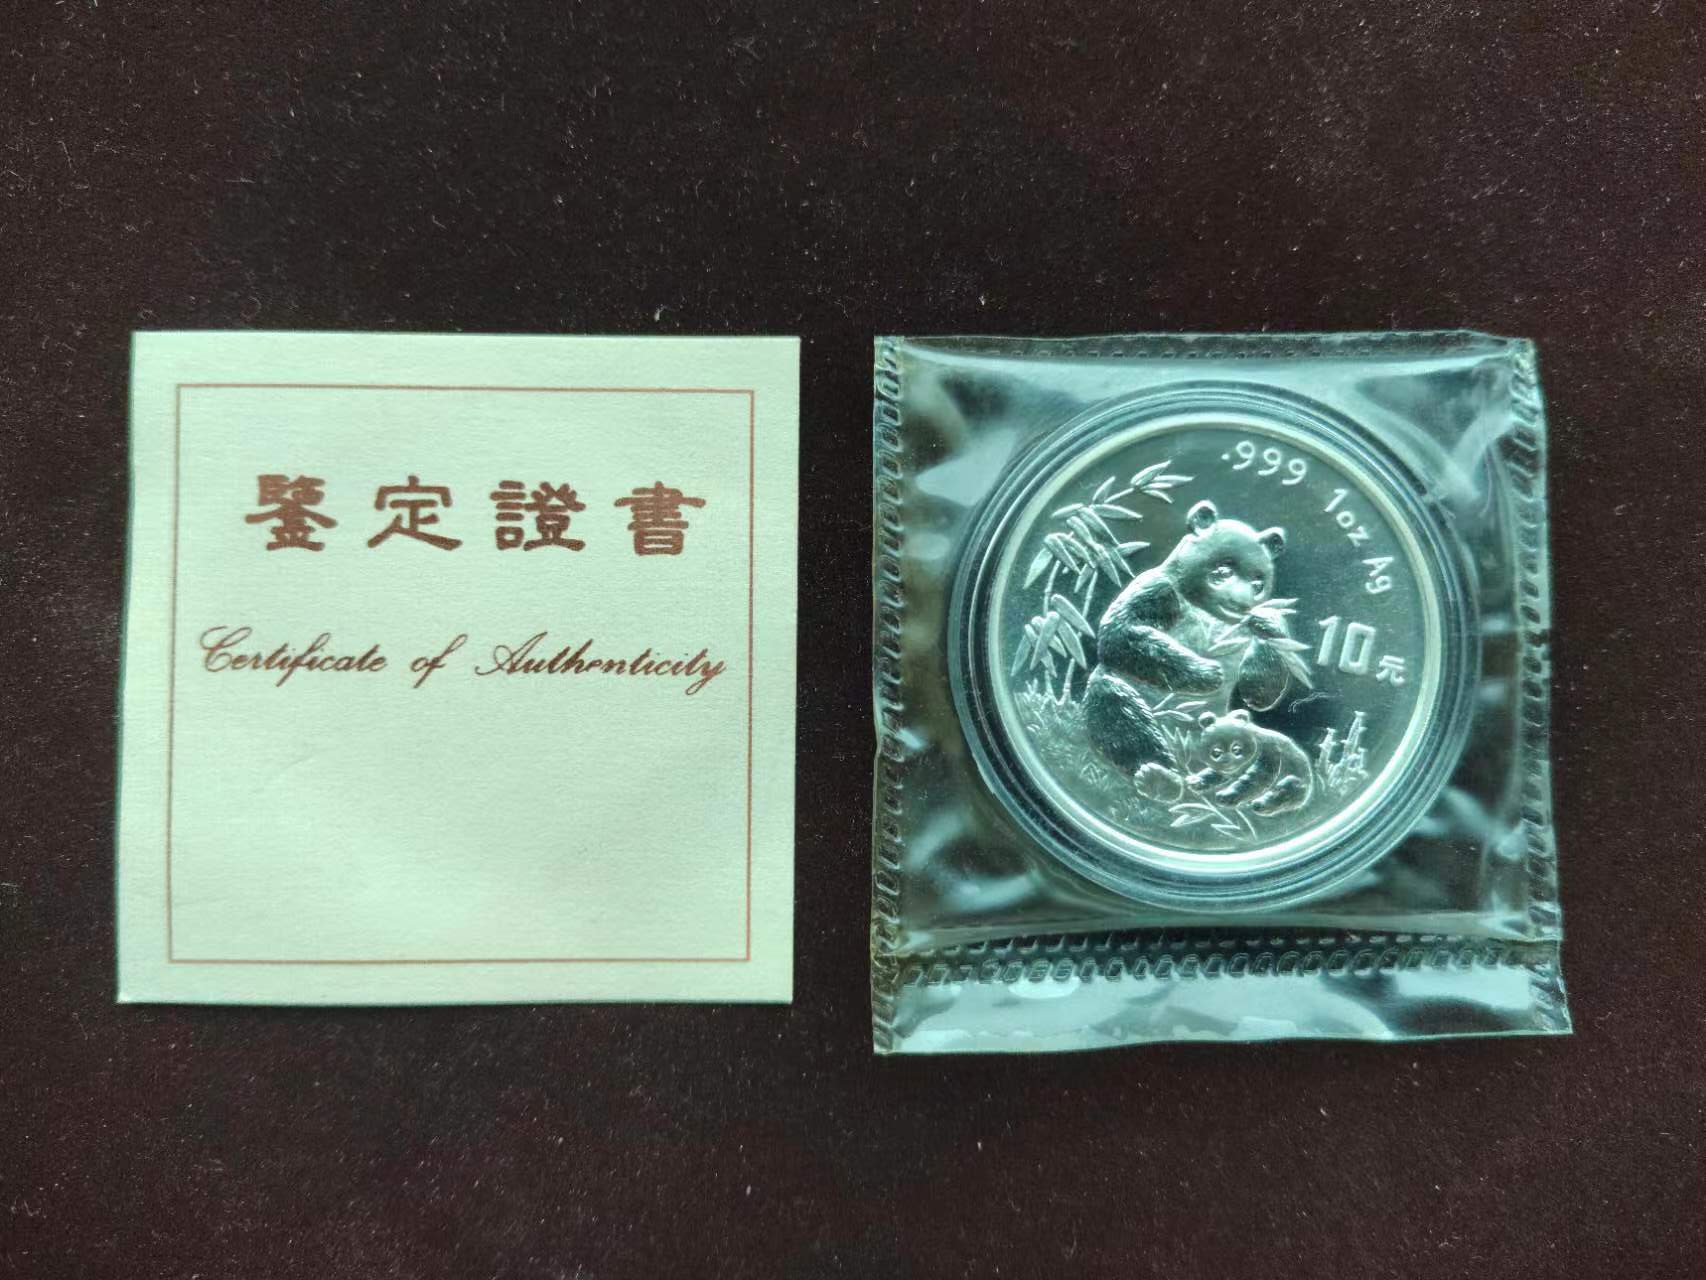 鑒定證書
Certificate of Authenticity
.999 1oz Ag
10元